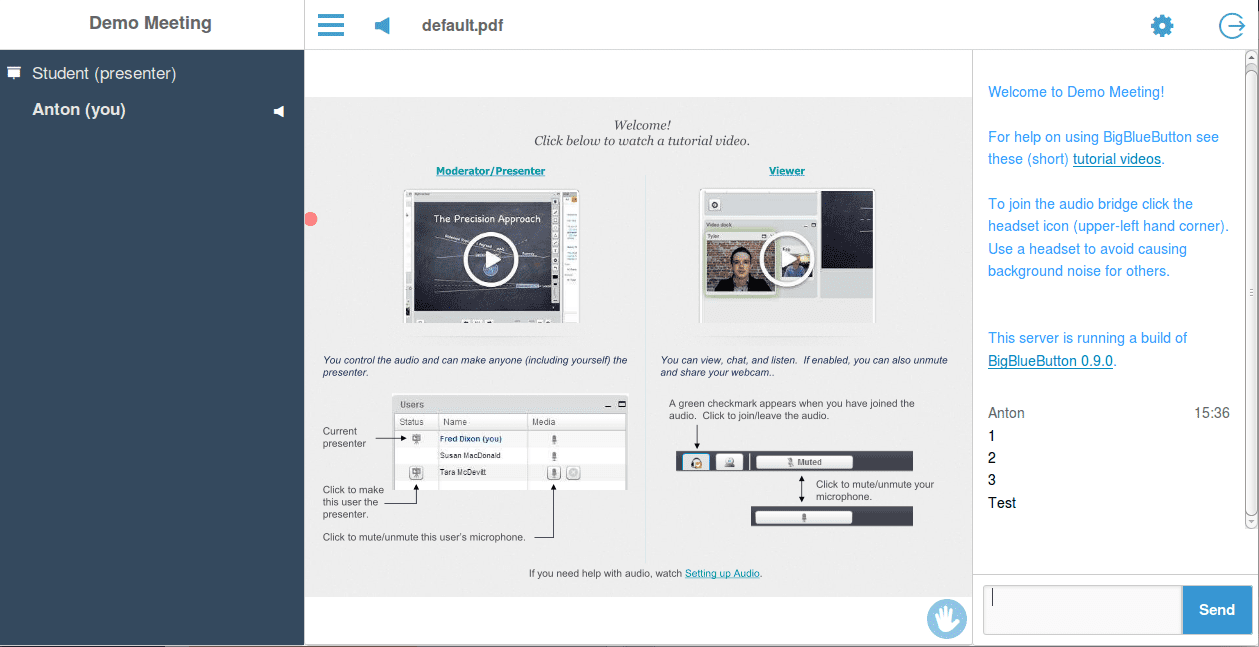 Demo Meeting
default.pdf
Student (presenter)
Anton (you)
Welcome!
Click below to watch a tutorial video.
Moderator/Presenter
The Precision Approach
You control the audio and can make anyone (including yourself) the
presenter.
Users
Status Name Media
Fred Dixon (you)
Susan MacDonald
Tara McDevitt
Current
presenter
Click to make
this user the
presenter.
Click to mute/unmute this user's microphone.
Viewer
Video dock
Tyler
You can view, chat, and listen. If enabled, you can also unmute
and share your webcam..
A green checkmark appears when you have joined the
audio. Click to join/leave the audio.
Muted
Click to mute/unmute your
microphone.
If you need help with audio, watch Setting up Audio.
Welcome to Demo Meeting!
For help on using BigBlueButton see
these (short) tutorial videos.
To join the audio bridge click the
headset icon (upper-left hand corner).
Use a headset to avoid causing
background noise for others.
This server is running a build of
BigBlueButton 0.9.0.
Anton 15:36
1
2
3
Test
Send